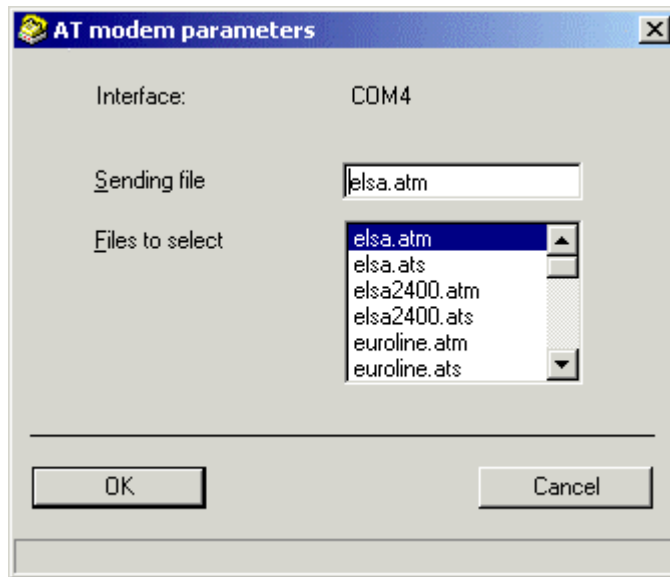 AT modem parameters
Interface: COM4
Sending file elsa.atm
Files to select elsa.atm
elsa.ats
elsa2400.atm
elsa2400.ats
euroline.atm
euroline.ats
OK Cancel